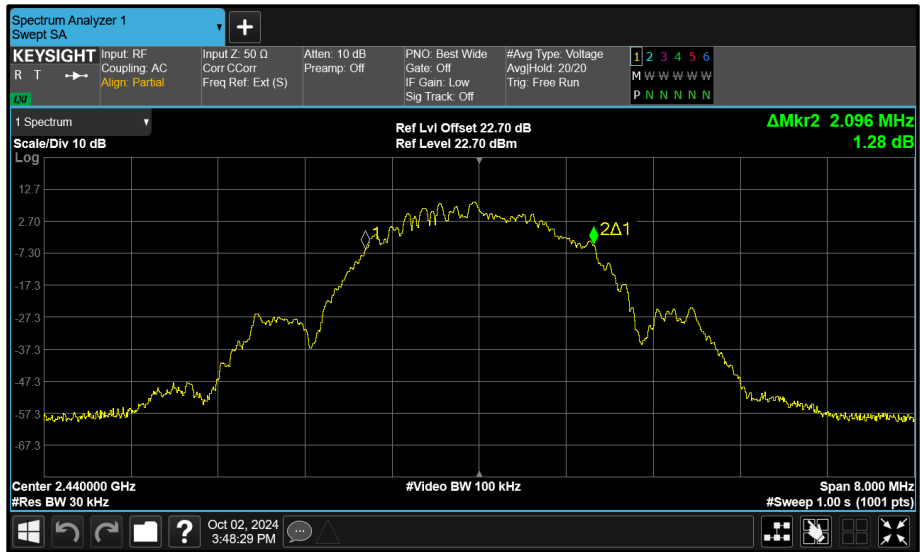 Spectrum Analyzer 1
Swept SA
KEYSIGHT
R T
LXI
Input: RF
Coupling: AC
Align: Partial
Input Z: 50 Ω
Corr CCorr
Freq Ref: Ext (S)
Atten: 10 dB
Preamp: Off
PNO: Best Wide
Gate: Off
IF Gain: Low
Sig Track: Off
#Avg Type: Voltage
Avg|Hold: 20/20
Trig: Free Run
1 2 3 4 5 6
M W W W W W
P N N N N N
1 Spectrum
Scale/Div 10 dB
Ref Lvl Offset 22.70 dB
Ref Level 22.70 dBm
ΔMkr2 2.096 MHz
1.28 dB
Log
12.7
2.70
-7.30
-17.3
-27.3
-37.3
-47.3
-57.3
-67.3
1
2Δ1
Center 2.440000 GHz
#Video BW 100 kHz
Span 8.000 MHz
#Res BW 30 kHz
#Sweep 1.00 s (1001 pts)
?
Oct 02, 2024
3:48:29 PM